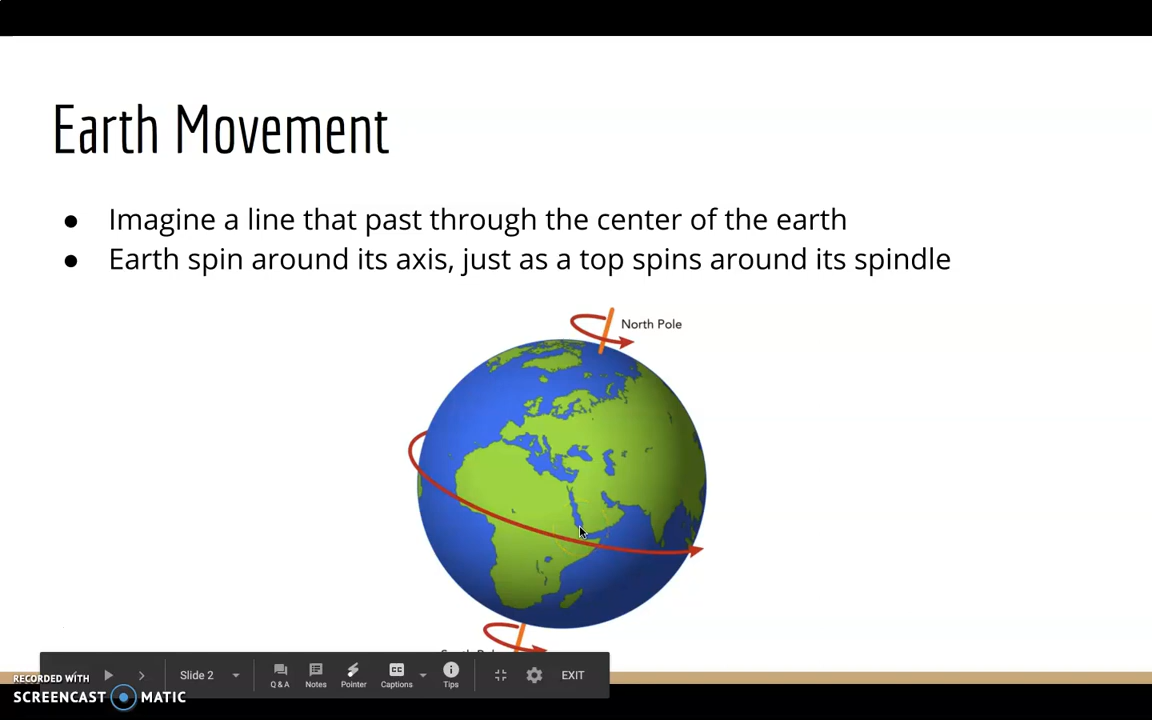 Earth Movement
● Imagine a line that past through the center of the earth
● Earth spin around its axis, just as a top spins around its spindle
North Pole
Slide 2
Q & A
Notes
Pointer
CC
Captions
Tips
EXIT
RECORDED WITH
SCREENCAST MATIC